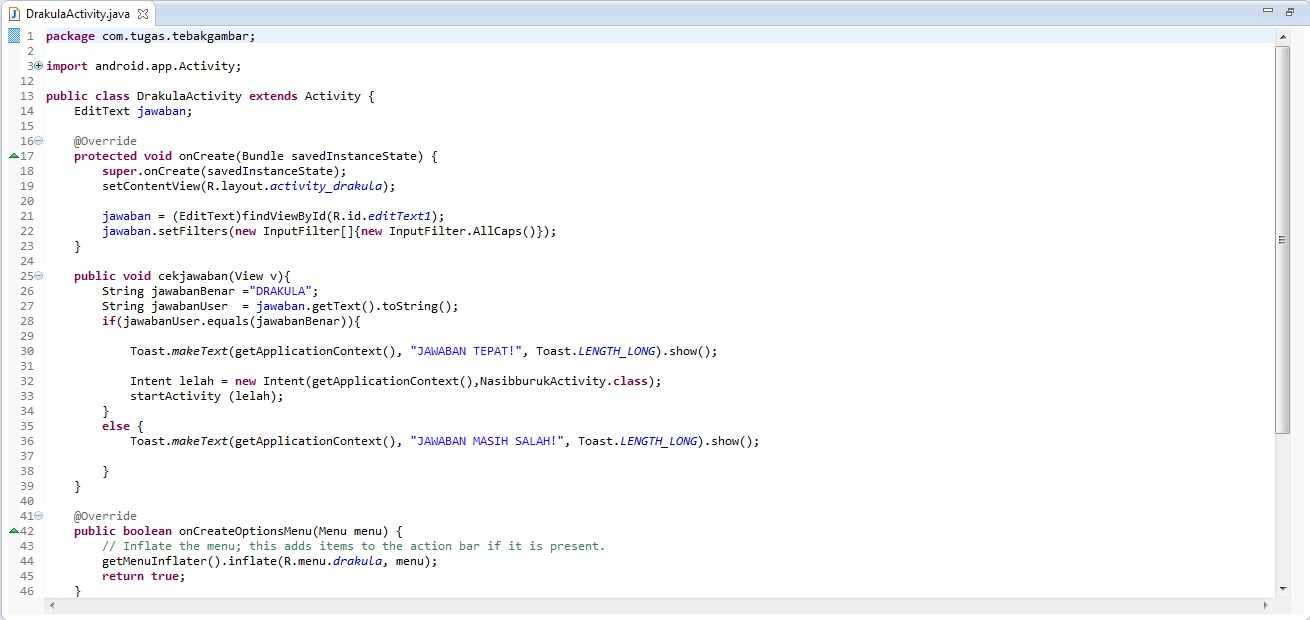 DrakulaActivity.java
1 package com.tugas.tebakgambar;
2
3 import android.app.Activity;
12
13 public class DrakulaActivity extends Activity {
14     EditText jawaban;
15
16     @Override
17     protected void onCreate(Bundle savedInstanceState) {
18         super.onCreate(savedInstanceState);
19         setContentView(R.layout.activity_drakula);
20
21         jawaban = (EditText)findViewById(R.id.editText1);
22         jawaban.setFilters(new InputFilter[]{new InputFilter.AllCaps()});
23     }
24
25     public void cekjawaban(View v){
26         String jawabanBenar ="DRAKULA";
27         String jawabanUser  = jawaban.getText().toString();
28         if(jawabanUser.equals(jawabanBenar)){
29
30             Toast.makeText(getApplicationContext(), "JAWABAN TEPAT!", Toast.LENGTH_LONG).show();
31
32             Intent lelah = new Intent(getApplicationContext(),NasibburukActivity.class);
33             startActivity (lelah);
34         }
35         else {
36             Toast.makeText(getApplicationContext(), "JAWABAN MASIH SALAH!", Toast.LENGTH_LONG).show();
37
38         }
39     }
40
41     @Override
42     public boolean onCreateOptionsMenu(Menu menu) {
43         // Inflate the menu; this adds items to the action bar if it is present.
44         getMenuInflater().inflate(R.menu.drakula, menu);
45         return true;
46     }